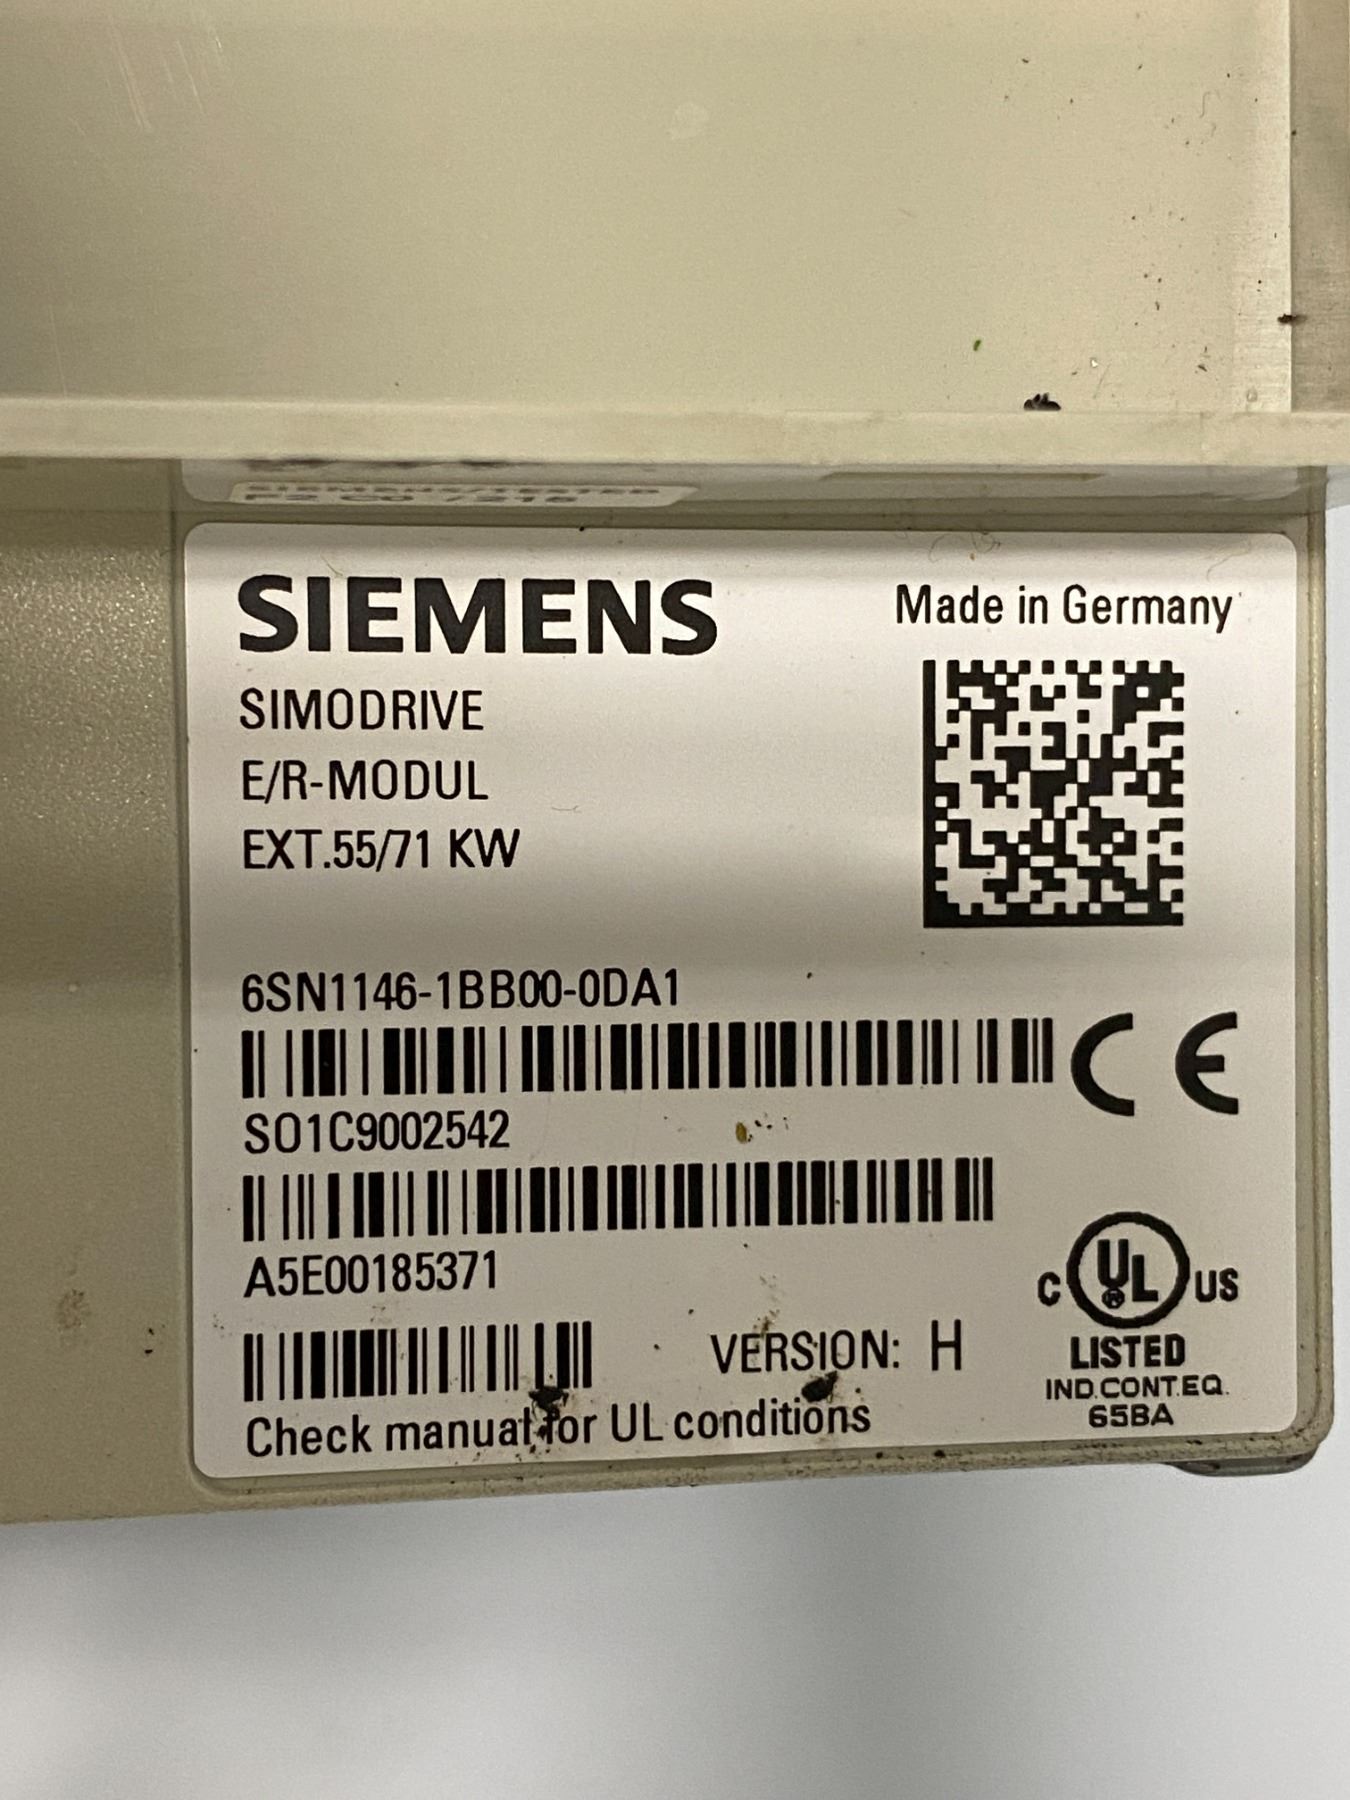 SIEMENS
Made in Germany
SIMODRIVE
E/R-MODUL
EXT.55/71 KW
6SN1146-1BB00-0DA1
CE
SO1C9002542
A5E00185371
VERSION: H
C UL US
®
LISTED
IND.CONT.EQ.
65BA
Check manual for UL conditions